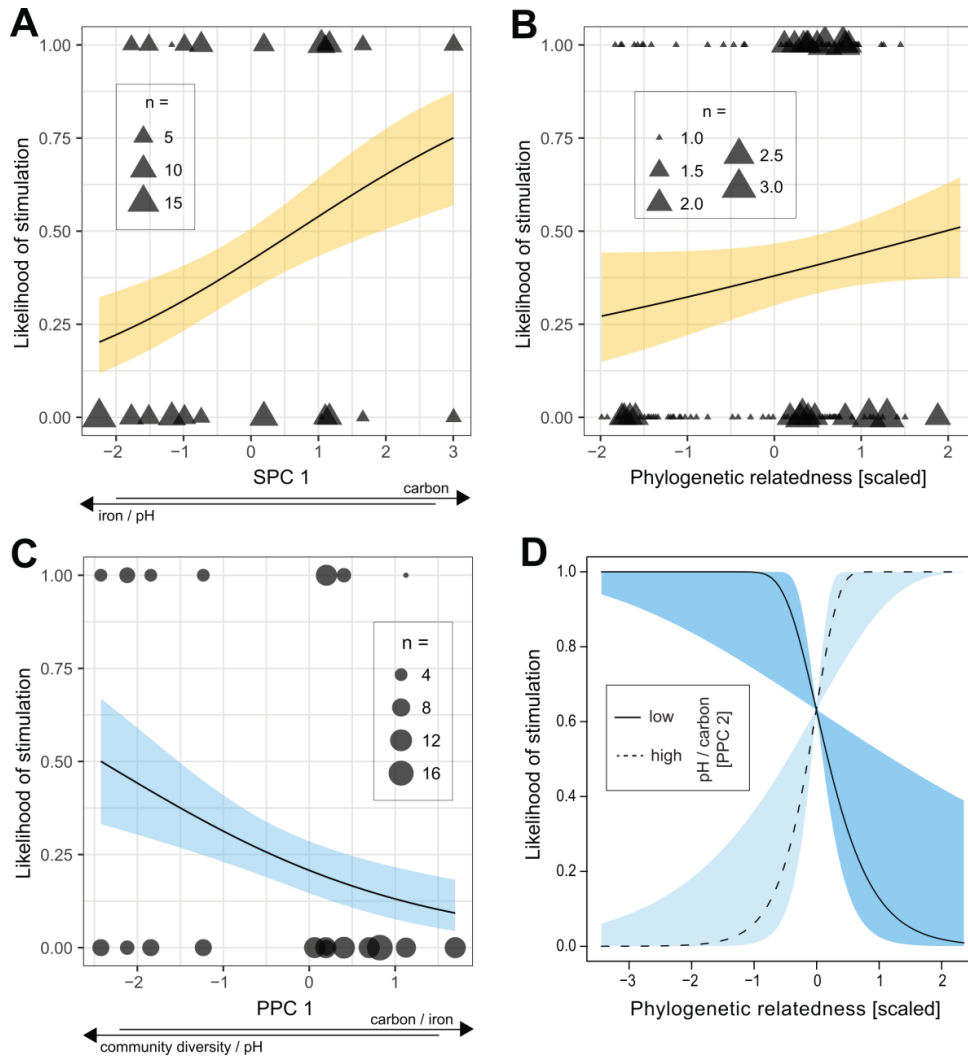 A
Likelihood of stimulation
1.00
0.75
0.50
0.25
0.00
n =
5
10
15
−2
−1
0
1
2
3
SPC 1
carbon
iron / pH
B
Likelihood of stimulation
1.00
0.75
0.50
0.25
0.00
n =
1.0
1.5
2.0
2.5
3.0
−2
−1
0
1
2
Phylogenetic relatedness [scaled]
C
Likelihood of stimulation
1.00
0.75
0.50
0.25
0.00
n =
4
8
12
16
−2
−1
0
1
PPC 1
carbon / iron
community diversity / pH
D
Likelihood of stimulation
1.0
0.8
0.6
0.4
0.2
0.0
low
high
pH / carbon
[PPC 2]
−3
−2
−1
0
1
2
Phylogenetic relatedness [scaled]